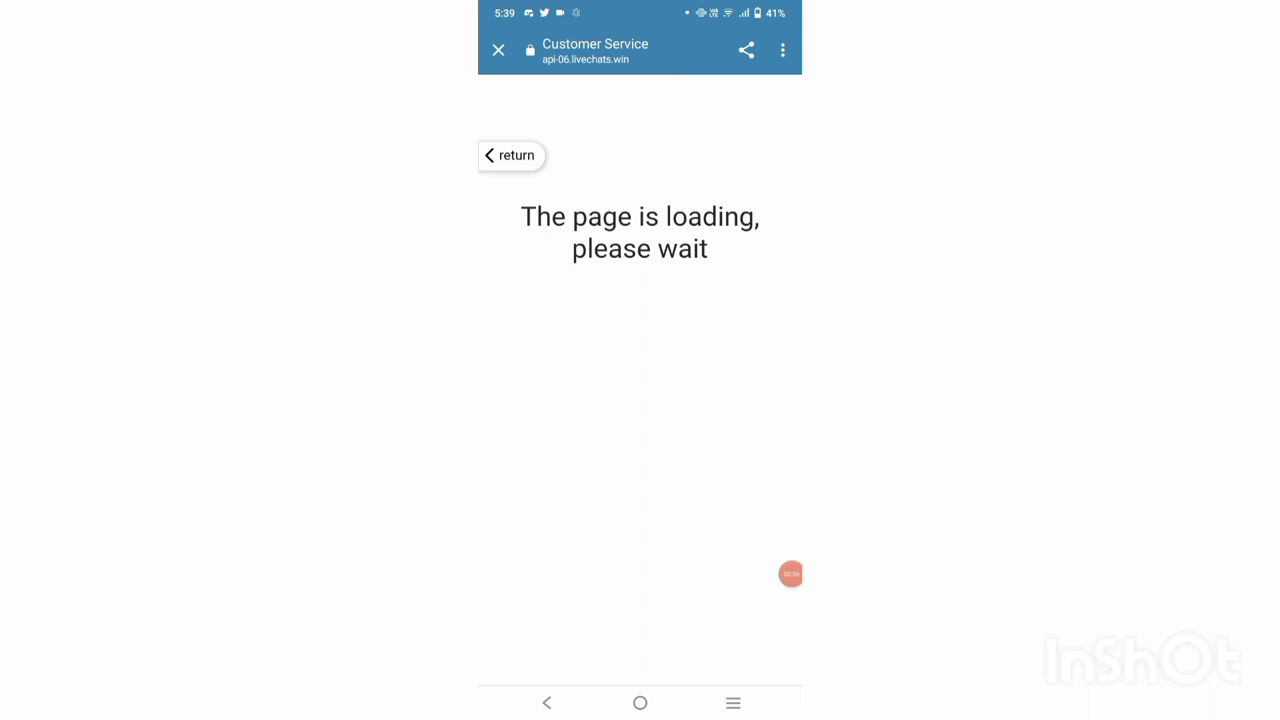 5:39
41%
Customer Service
api-06.livechats.win
return
The page is loading,
please wait
InShOt